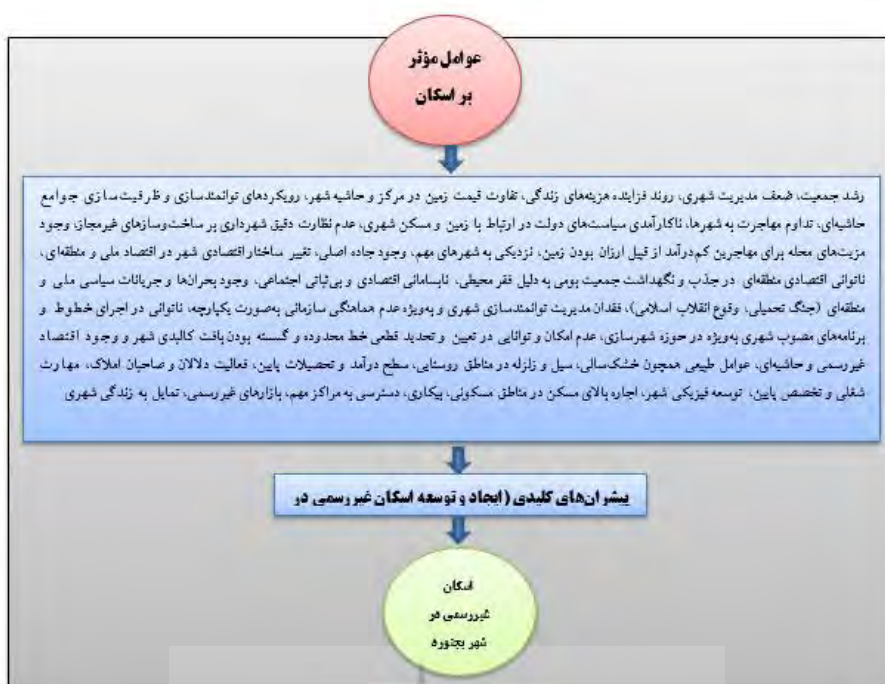 عوامل مؤثر
بر اسکان
رشد جمعیت، ضعف مدیریت شهری، روند فزاینده هزینه‌های زندگی، تفاوت قیمت زمین در مرکز و حاشیه شهر، رویکردهای توانمندسازی و ظرفیت‌سازی جوامع
حاشیه‌ای، تداوم مهاجرت به شهرها، ناکارآمدی سیاست‌های دولت در ارتباط با زمین و مسکن شهری، عدم نظارت دقیق شهرداری بر ساخت‌وسازهای غیرمجاز، وجود
مزیت‌های محله برای مهاجرین کم‌درآمد از قبیل ارزان بودن زمین، نزدیکی به شهرهای مهم، وجود جاده اصلی، تغییر ساختار اقتصادی شهر در اقتصاد ملی و منطقه‌ای،
ناتوانی اقتصادی منطقه‌ای در جذب و نگهداشت جمعیت بومی به دلیل فقر محیطی، نابسامانی اقتصادی و بی‌ثباتی اجتماعی، وجود بحران‌ها و جریانات سیاسی ملی و
منطقه‌ای (جنگ تحمیلی، وقوع انقلاب اسلامی)، فقدان مدیریت توانمندسازی شهری و به‌ویژه عدم هماهنگی سازمانی به‌صورت یکپارچه، ناتوانی در اجرای خطوط و
برنامه‌های مصوب شهری به‌ویژه در حوزه شهرسازی، عدم امکان و توانایی در تعیین و تحدید قطعی خط محدوده و گسسته بودن بافت کالبدی شهر و وجود اقتصاد
غیررسمی و حاشیه‌ای، عوامل طبیعی همچون خشک‌سالی، سیل و زلزله در مناطق روستایی، سطح درآمد و تحصیلات پایین، فعالیت دلالان و صاحبان املاک، مهارت
شغلی و تخصص پایین، توسعه فیزیکی شهر، اجاره بالای مسکن در مناطق مسکونی، بیکاری، دسترسی به مراکز مهم، بازارهای غیررسمی، تمایل به زندگی شهری
پیشران‌های کلیدی (ایجاد و توسعه اسکان غیررسمی در
اسکان
غیررسمی در
شهر بجنورد